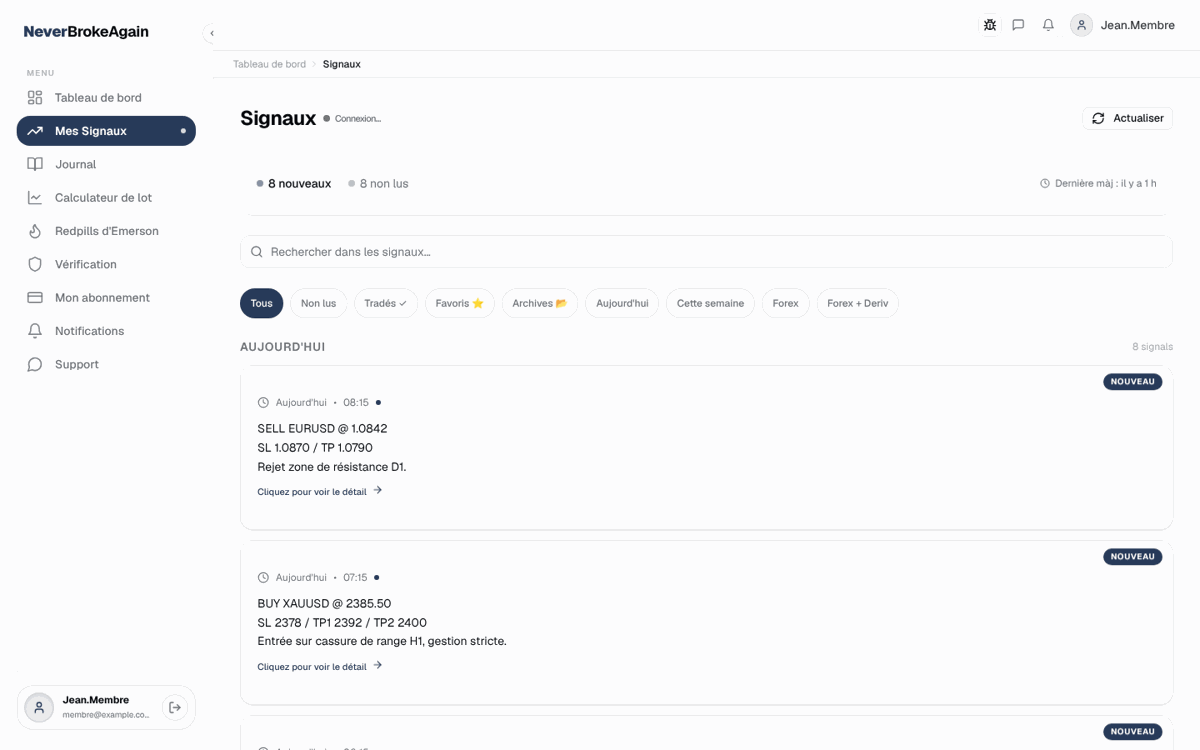 NeverBrokeAgain
Jean.Membre
Tableau de bord > Signaux
MENU
Tableau de bord
Mes Signaux
Journal
Calculateur de lot
Redpills d'Emerson
Vérification
Mon abonnement
Notifications
Support
Jean.Membre
membre@example.co...
Signaux
Connexion...
Actualiser
8 nouveaux
8 non lus
Dernière màj : il y a 1 h
Rechercher dans les signaux...
Tous
Non lus
Tradés ✓
Favoris ⭐
Archives 📂
Aujourd'hui
Cette semaine
Forex
Forex + Deriv
AUJOURD'HUI
8 signals
NOUVEAU
Aujourd'hui • 08:15
SELL EURUSD @ 1.0842
SL 1.0870 / TP 1.0790
Rejet zone de résistance D1.
Cliquez pour voir le détail →
NOUVEAU
Aujourd'hui • 07:15
BUY XAUUSD @ 2385.50
SL 2378 / TP1 2392 / TP2 2400
Entrée sur cassure de range H1, gestion stricte.
Cliquez pour voir le détail →
NOUVEAU